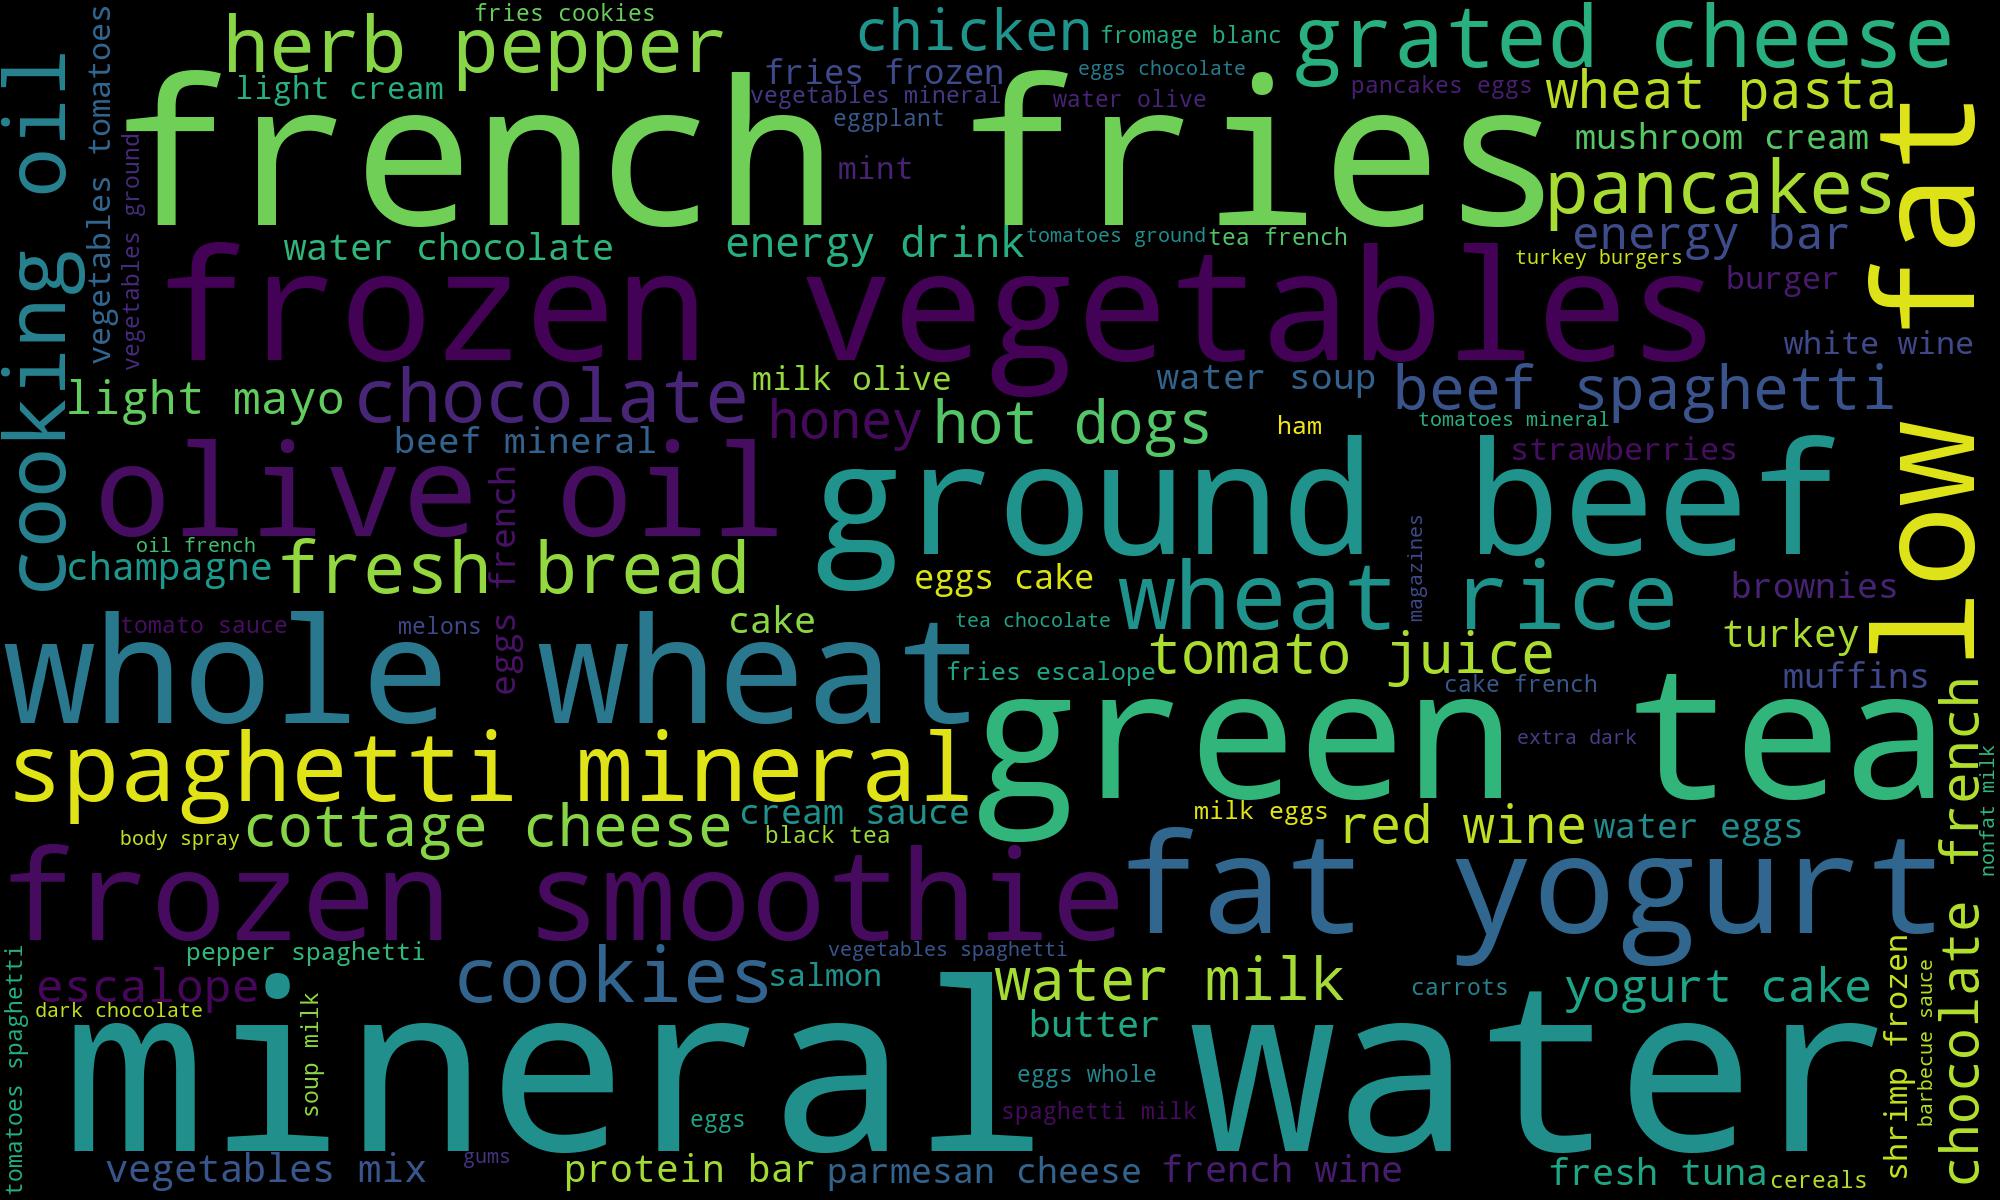 fries cookies
herb pepper
chicken
fromage blanc
grated cheese
cooking oil
vegetables tomatoes
light cream
fries frozen
eggs chocolate
pancakes eggs
wheat pasta
vegetables mineral
water olive
french fries
eggplant
mushroom cream
low fat
vegetables ground
mint
pancakes
water chocolate
energy drink
tomatoes ground
tea french
energy bar
turkey burgers
frozen vegetables
burger
white wine
light mayo
chocolate
milk olive
water soup
beef spaghetti
honey
hot dogs
ham
tomatoes mineral
beef mineral
strawberries
olive oil
eggs french
ground beef
oil french
champagne
fresh bread
eggs cake
wheat rice
magazines
brownies
tomato sauce
melons
cake
tea chocolate
turkey
whole wheat
fries escalope
tomato juice
cake french
muffins
green tea
extra dark
spaghetti mineral
chocolate french
nonfat milk
body spray
cottage cheese
cream sauce
black tea
milk eggs
red wine
water eggs
frozen smoothie
fat yogurt
pepper spaghetti
vegetables spaghetti
tomatoes spaghetti
escalope
cookies
salmon
water milk
carrots
yogurt cake
shrimp frozen
barbecue sauce
dark chocolate
soup milk
butter
mineral water
eggs whole
spaghetti milk
eggs
vegetables mix
gums
protein bar
parmesan cheese
french wine
fresh tuna
cereals